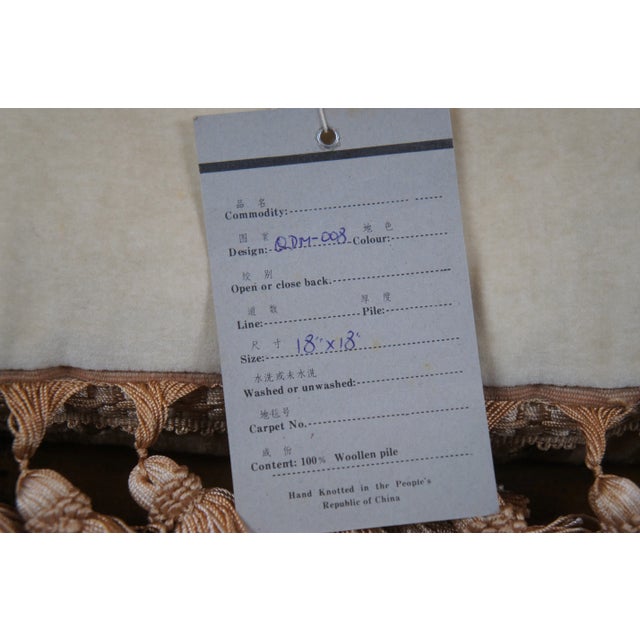 品 名
Commodity:
图 案 地 色
Design: QDM-008 Colour:
绞 别
Open or close back.
道 数 厚 度
Line: Pile:
尺 寸
Size: 18" x 18"
水 洗 或 未 水 洗
Washed or unwashed:
地 毯 号
Carpet No.
成 份
Content: 100% Woollen pile
Hand Knotted in the People's
Republic of China